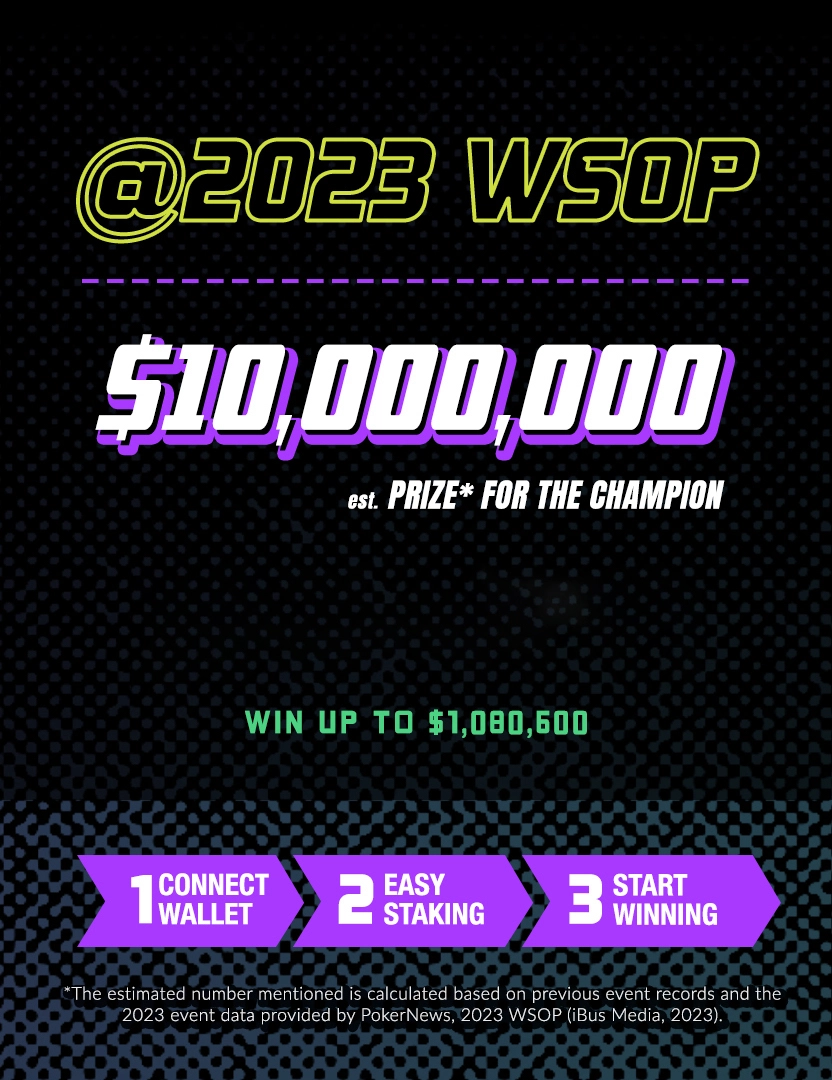 @2023 WSOP
$10,000,000
est. PRIZE* FOR THE CHAMPION
WIN UP TO $1,080,600
1 CONNECT WALLET
2 EASY STAKING
3 START WINNING
*The estimated number mentioned is calculated based on previous event records and the
2023 event data provided by PokerNews, 2023 WSOP (iBus Media, 2023).